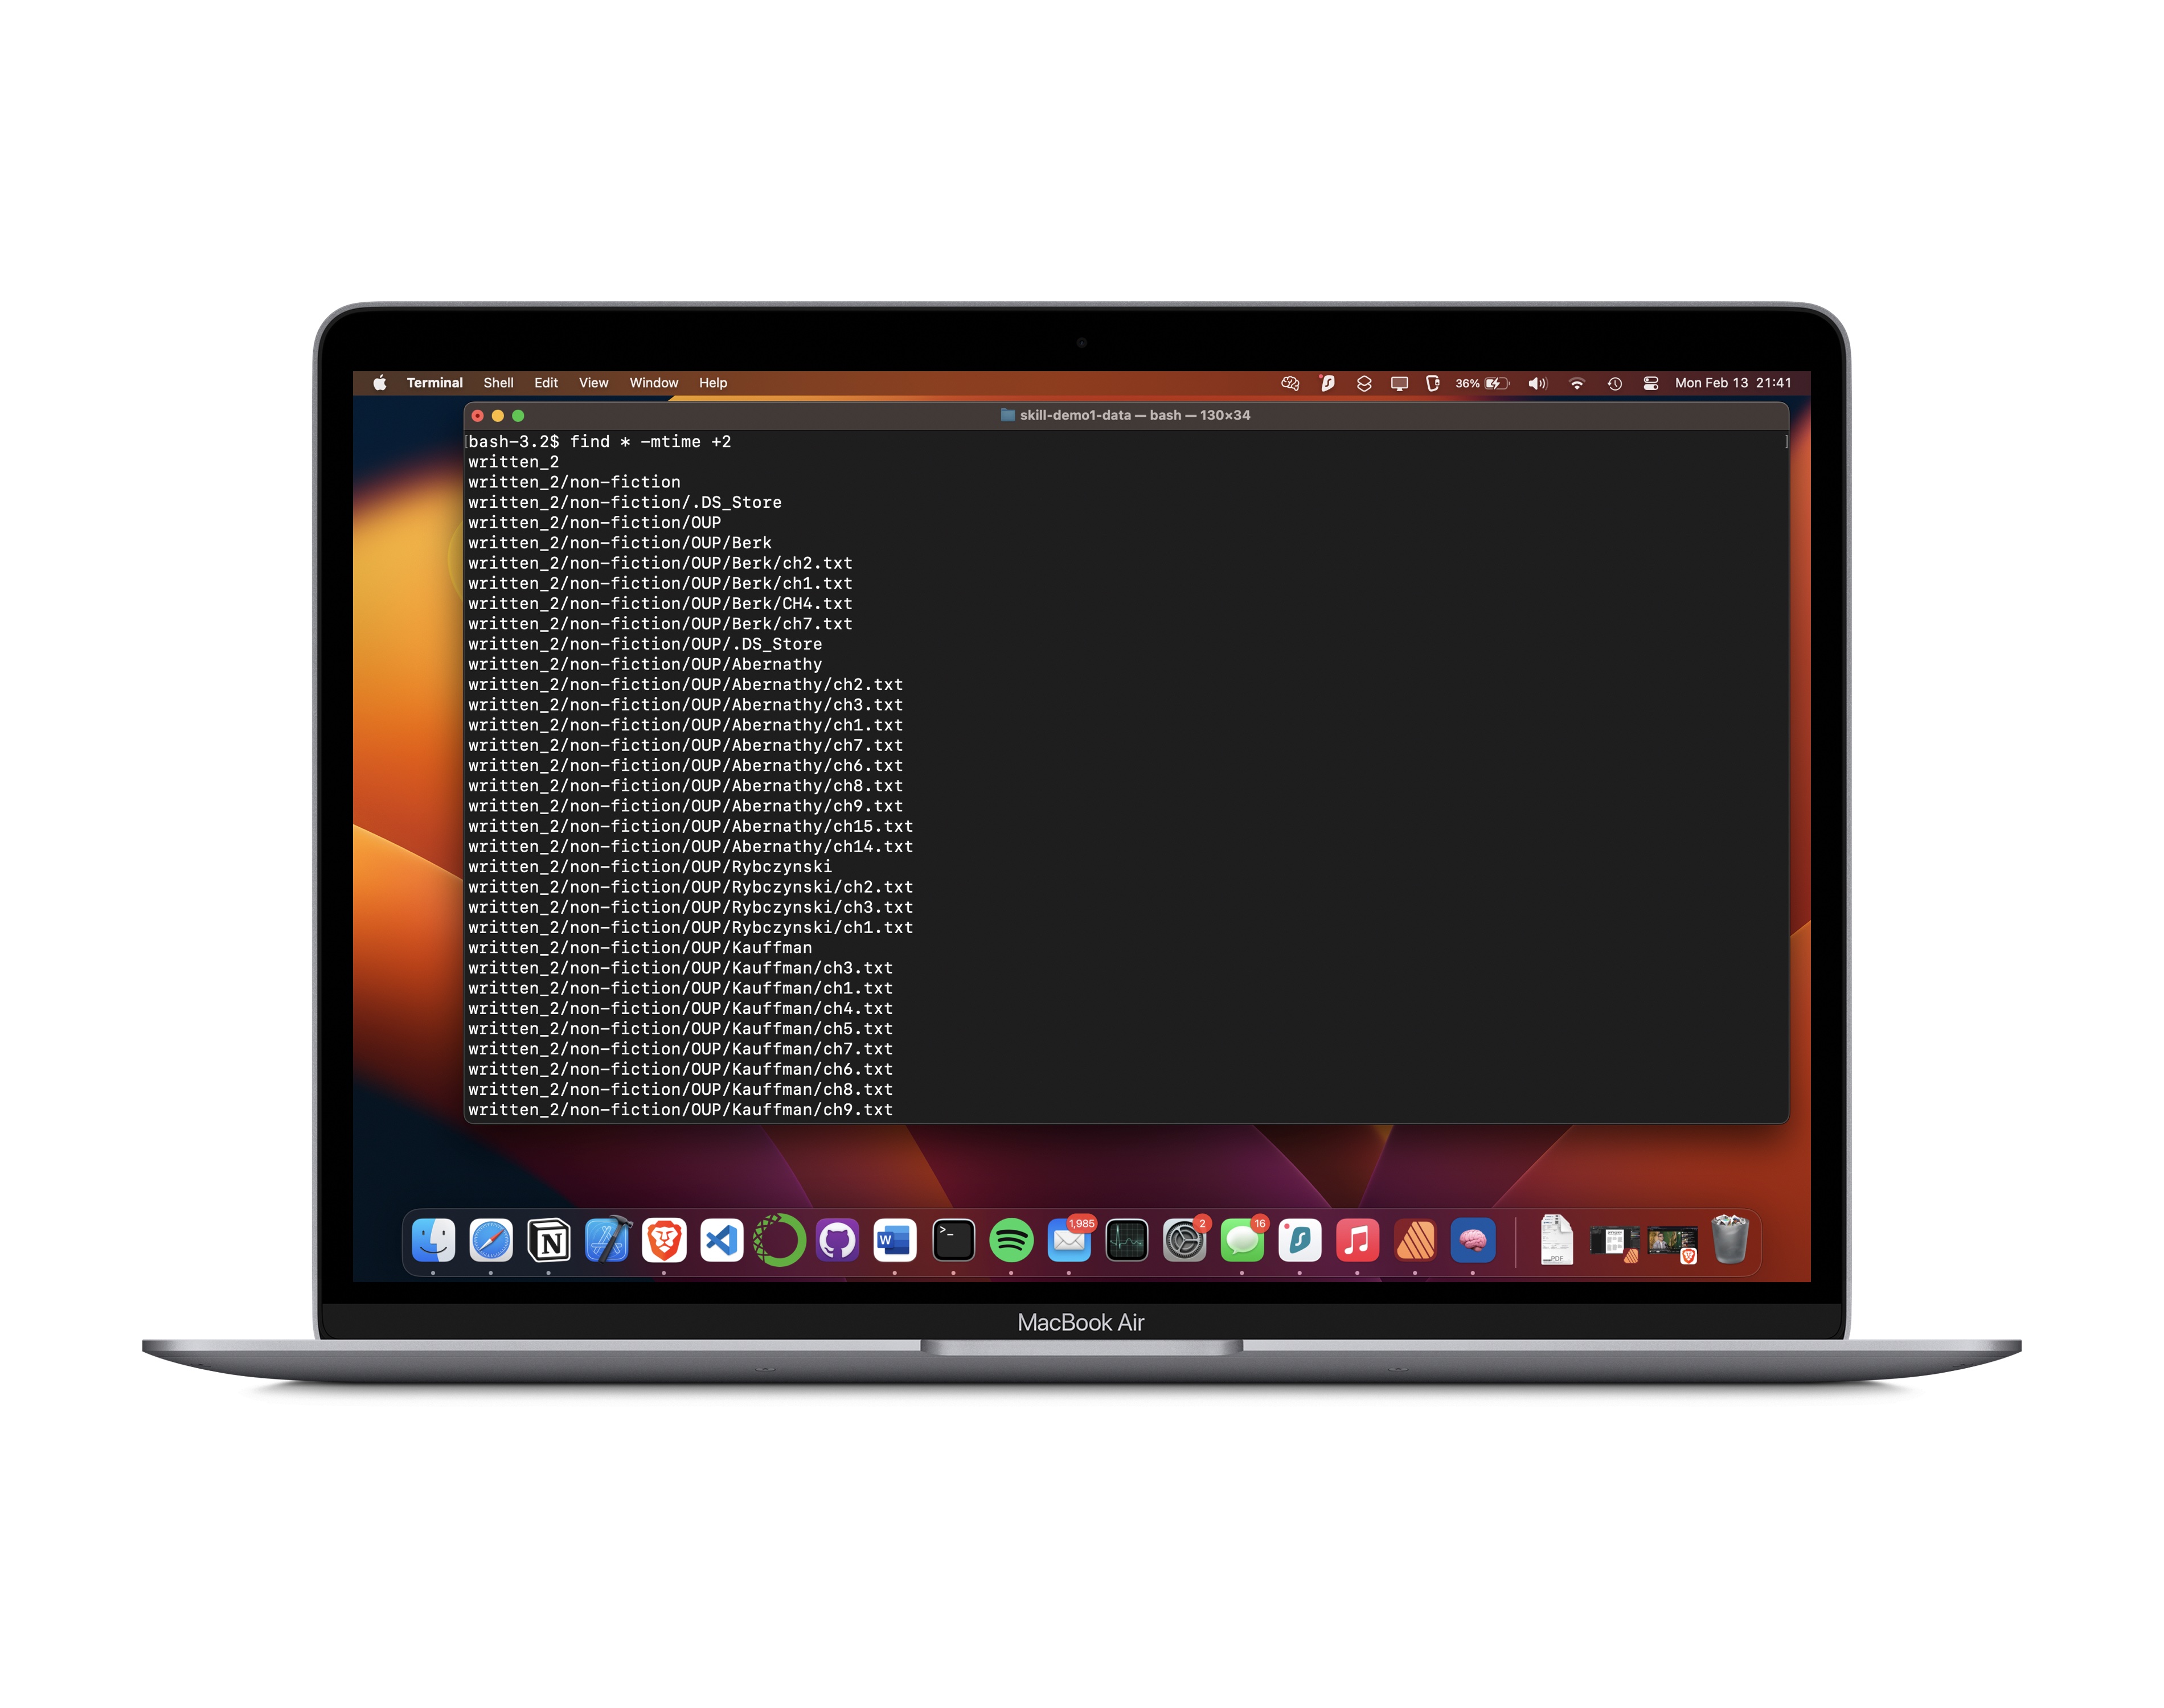 Terminal Shell Edit View Window Help 36% Mon Feb 13 21:41
skill-demo1-data — bash — 130×34
bash-3.2$ find * -mtime +2
written_2
written_2/non-fiction
written_2/non-fiction/.DS_Store
written_2/non-fiction/OUP
written_2/non-fiction/OUP/Berk
written_2/non-fiction/OUP/Berk/ch2.txt
written_2/non-fiction/OUP/Berk/ch1.txt
written_2/non-fiction/OUP/Berk/CH4.txt
written_2/non-fiction/OUP/Berk/ch7.txt
written_2/non-fiction/OUP/.DS_Store
written_2/non-fiction/OUP/Abernathy
written_2/non-fiction/OUP/Abernathy/ch2.txt
written_2/non-fiction/OUP/Abernathy/ch3.txt
written_2/non-fiction/OUP/Abernathy/ch1.txt
written_2/non-fiction/OUP/Abernathy/ch7.txt
written_2/non-fiction/OUP/Abernathy/ch6.txt
written_2/non-fiction/OUP/Abernathy/ch8.txt
written_2/non-fiction/OUP/Abernathy/ch9.txt
written_2/non-fiction/OUP/Abernathy/ch15.txt
written_2/non-fiction/OUP/Abernathy/ch14.txt
written_2/non-fiction/OUP/Rybczynski
written_2/non-fiction/OUP/Rybczynski/ch2.txt
written_2/non-fiction/OUP/Rybczynski/ch3.txt
written_2/non-fiction/OUP/Rybczynski/ch1.txt
written_2/non-fiction/OUP/Kauffman
written_2/non-fiction/OUP/Kauffman/ch3.txt
written_2/non-fiction/OUP/Kauffman/ch1.txt
written_2/non-fiction/OUP/Kauffman/ch4.txt
written_2/non-fiction/OUP/Kauffman/ch5.txt
written_2/non-fiction/OUP/Kauffman/ch7.txt
written_2/non-fiction/OUP/Kauffman/ch6.txt
written_2/non-fiction/OUP/Kauffman/ch8.txt
written_2/non-fiction/OUP/Kauffman/ch9.txt
N W >_ 1,985 2 16 PDF
MacBook Air